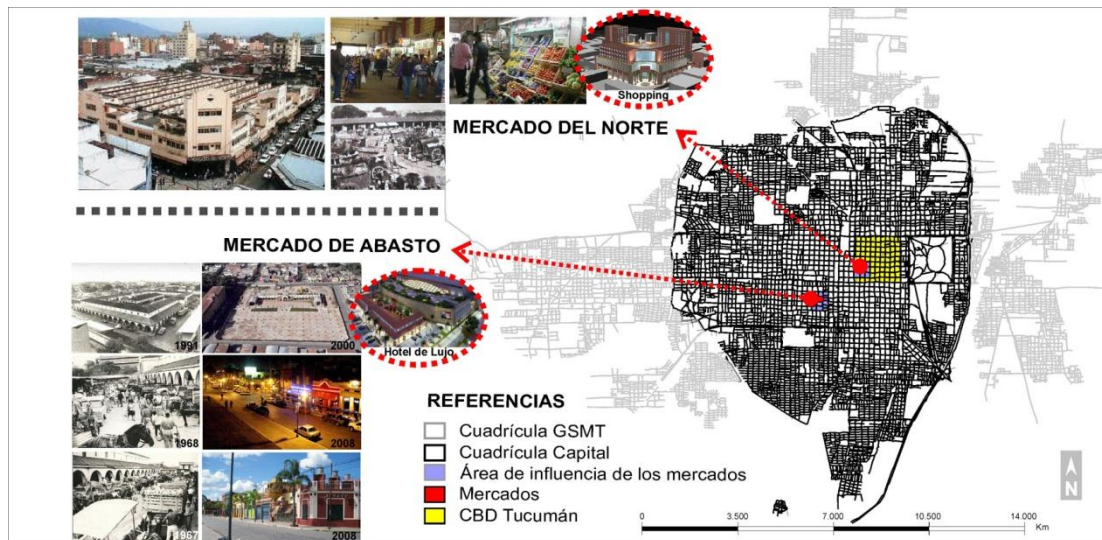 Shopping
MERCADO DEL NORTE
MERCADO DE ABASTO
1991
2000
Hotel de Lujo
1968
2008
1967
2008
REFERENCIAS
Cuadrícula GSMT
Cuadrícula Capital
Área de influencia de los mercados
Mercados
CBD Tucumán
0 3.500 7.000 10.500 14.000
Km
N